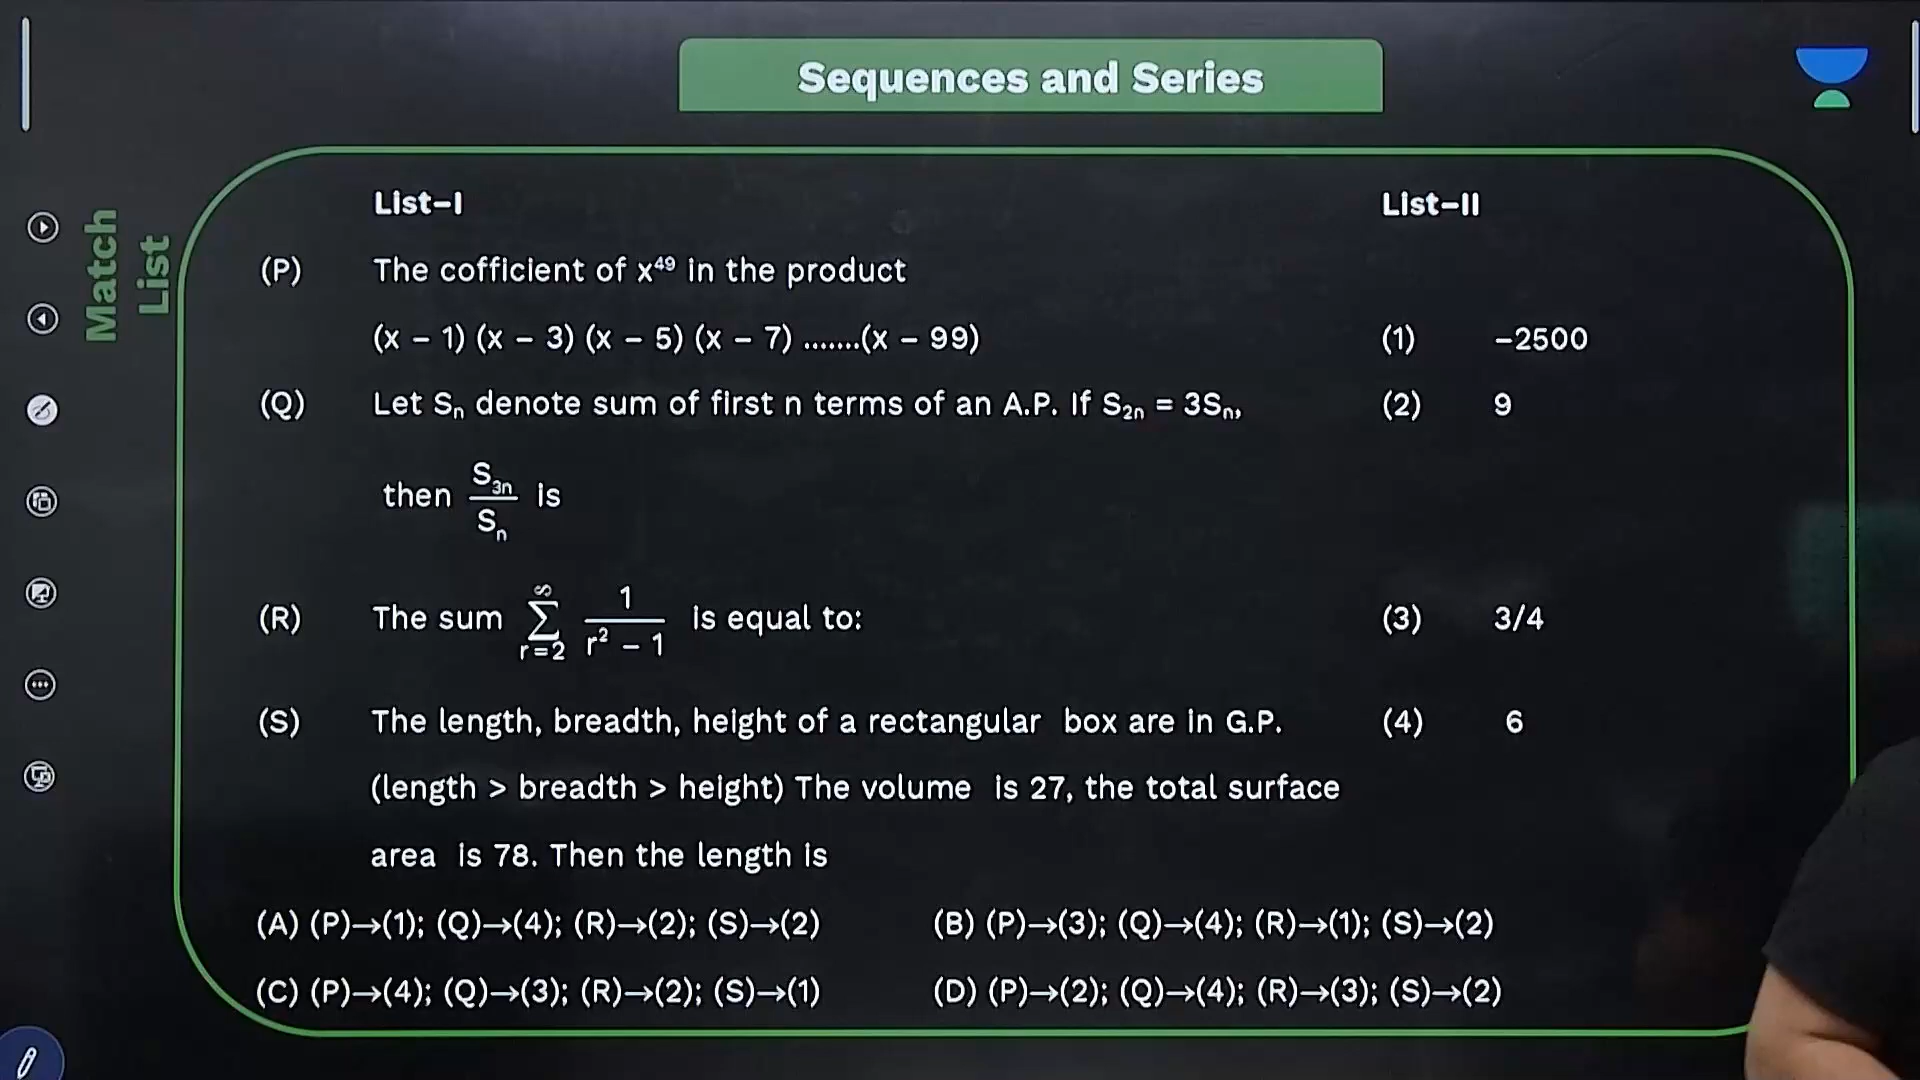 Sequences and Series
Match
List
List-I List-II
(P) The cofficient of x⁴⁹ in the product
(x – 1) (x – 3) (x – 5) (x – 7) .......(x – 99) (1) –2500
(Q) Let Sₙ denote sum of first n terms of an A.P. If S₂ₙ = 3Sₙ, (2) 9
then S₃ₙ/Sₙ is
(R) The sum ∑_{r=2}^{∞} 1/(r² – 1) is equal to: (3) 3/4
(S) The length, breadth, height of a rectangular box are in G.P. (4) 6
(length > breadth > height) The volume is 27, the total surface
area is 78. Then the length is
(A) (P)→(1); (Q)→(4); (R)→(2); (S)→(2) (B) (P)→(3); (Q)→(4); (R)→(1); (S)→(2)
(C) (P)→(4); (Q)→(3); (R)→(2); (S)→(1) (D) (P)→(2); (Q)→(4); (R)→(3); (S)→(2)